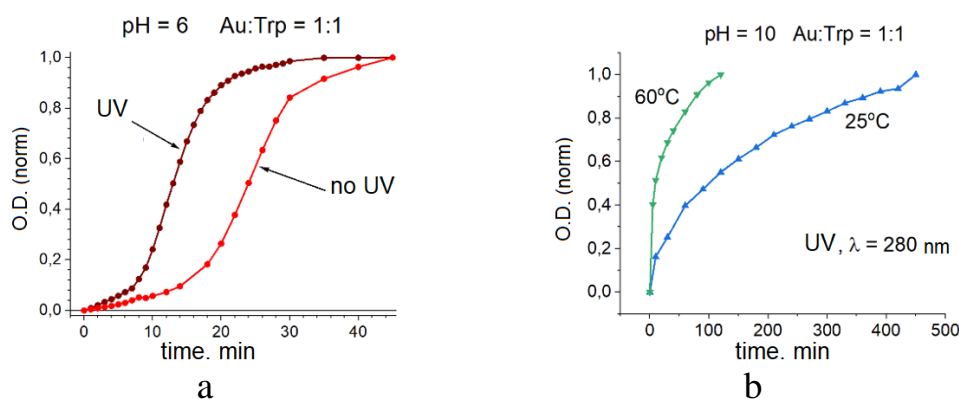 pH = 6 Au:Trp = 1:1
1,0
0,8
0,6
0,4
0,2
0,0
O.D. (norm)
UV
no UV
0 10 20 30 40
time. min
a
pH = 10 Au:Trp = 1:1
1,0
0,8
0,6
0,4
0,2
0,0
O.D. (norm)
60°C
25°C
UV, λ = 280 nm
0 100 200 300 400 500
time. min
b